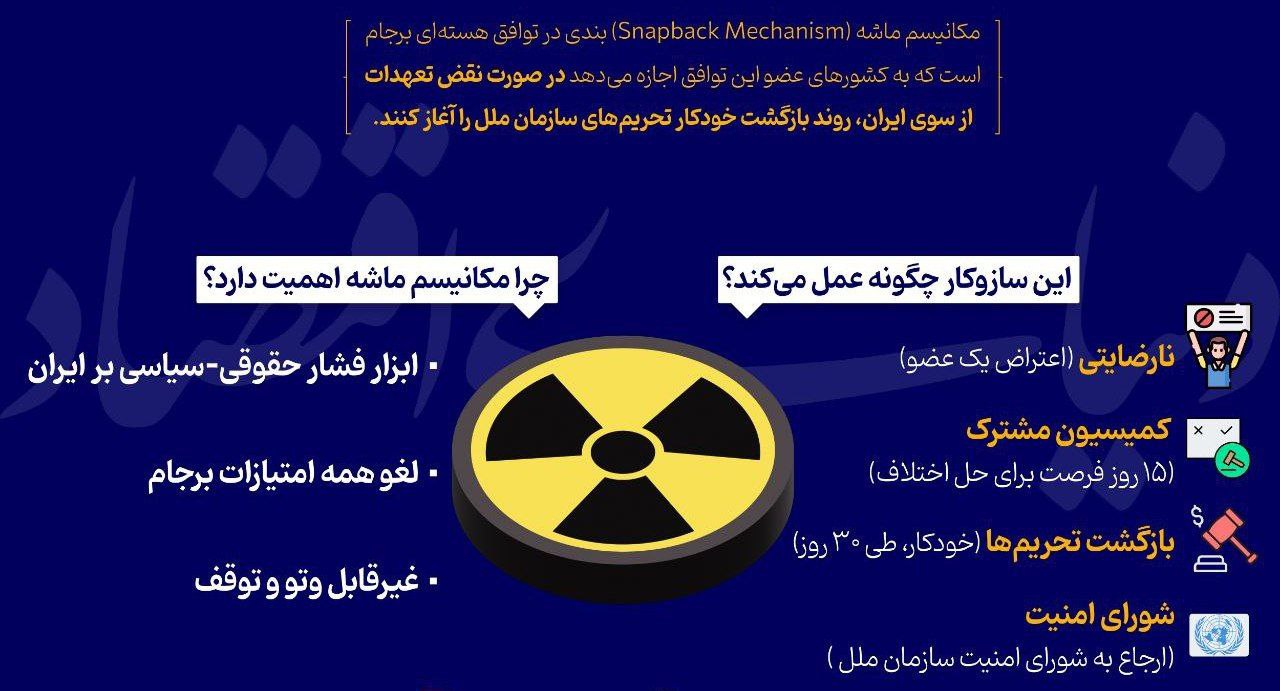 مکانیسم ماشه (Snapback Mechanism) بندی در توافق هسته‌ای برجام
است که به کشورهای عضو این توافق اجازه می‌دهد در صورت نقض تعهدات
از سوی ایران، روند بازگشت خودکار تحریم‌های سازمان ملل را آغاز کنند.
دنیای اقتصاد
این سازوکار چگونه عمل می‌کند؟
نارضایتی (اعتراض یک عضو)
کمیسیون مشترک
(۱۵ روز فرصت برای حل اختلاف)
بازگشت تحریم‌ها (خودکار، طی ۳۰ روز)
شورای امنیت
(ارجاع به شورای امنیت سازمان ملل )
چرا مکانیسم ماشه اهمیت دارد؟
▪ ابزار فشار حقوقی-سیاسی بر ایران
▪ لغو همه امتیازات برجام
▪ غیرقابل وتو و توقف